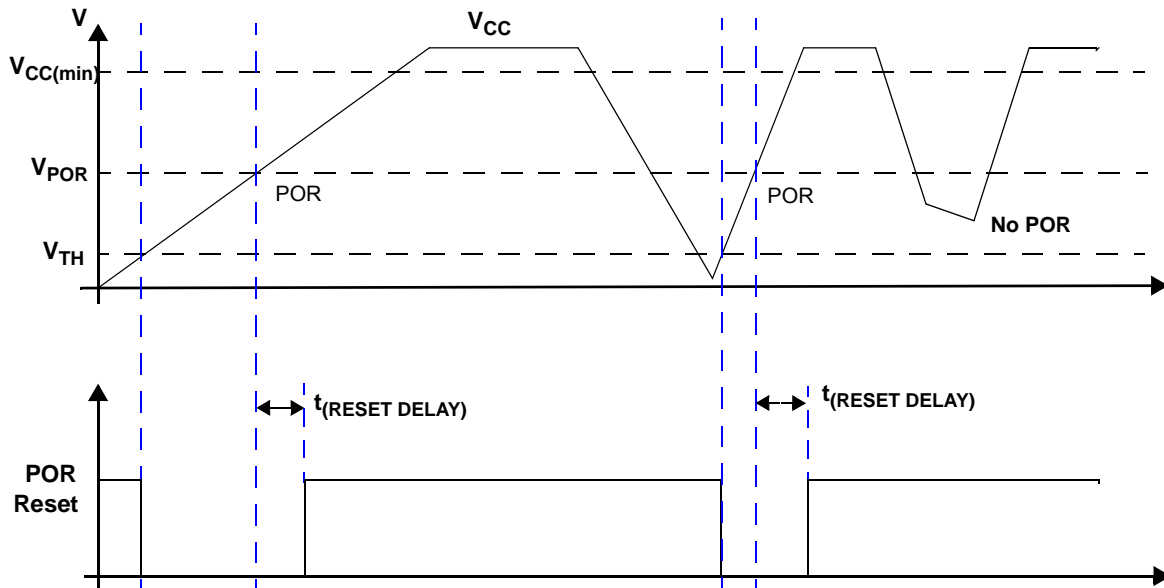 V
VCC
VCC(min)
VPOR
POR
POR
No POR
VTH
t(RESET DELAY)
t(RESET DELAY)
POR
Reset